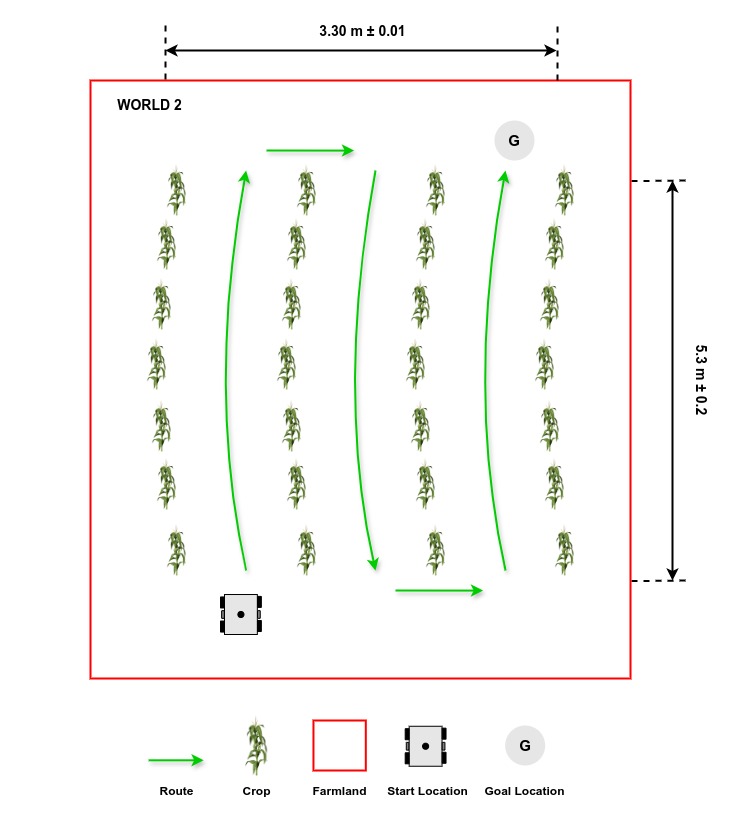 3.30 m ± 0.01
WORLD 2
G
5.3 m ± 0.2
G
Route
Crop
Farmland
Start Location
Goal Location